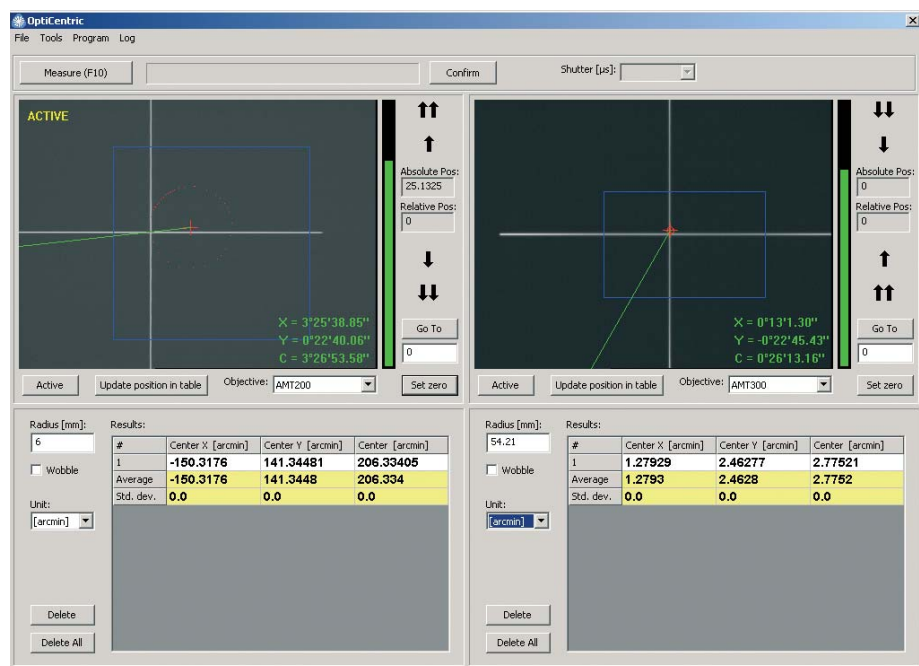 OptiCentric
File Tools Program Log
Measure (F10)
Confirm
Shutter [µs]:
ACTIVE
Absolute Pos:
25.1325
Relative Pos:
0
X = 3°25'38.85''
Y = 0°22'40.06''
C = 3°26'53.58''
Go To
0
Active
Update position in table
Objective:
AMT200
Set zero
Absolute Pos:
0
Relative Pos:
0
X = 0°13'1.30''
Y = -0°22'45.43''
C = 0°26'13.16''
Go To
0
Active
Update position in table
Objective:
AMT300
Set zero
Radius [mm]:
6
Wobble
Unit:
[arcmin]
Delete
Delete All
Results:
# Center X [arcmin] Center Y [arcmin] Center [arcmin]
1 -150.3176 141.34481 206.33405
Average -150.3176 141.3448 206.334
Std. dev. 0.0 0.0 0.0
Radius [mm]:
54.21
Wobble
Unit:
[arcmin]
Delete
Delete All
Results:
# Center X [arcmin] Center Y [arcmin] Center [arcmin]
1 1.27929 2.46277 2.77521
Average 1.2793 2.4628 2.7752
Std. dev. 0.0 0.0 0.0